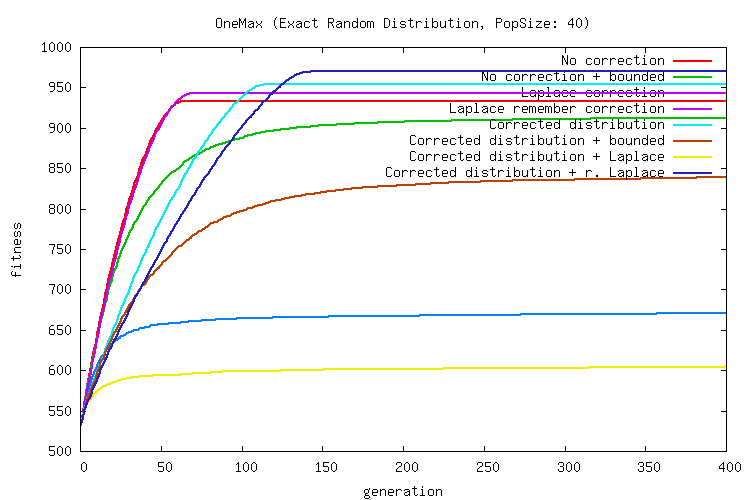 OneMax (Exact Random Distribution, PopSize: 40)
1000
950
900
850
800
750
700
650
600
550
500
fitness
No correction
No correction + bounded
Laplace correction
Laplace remember correction
Corrected distribution
Corrected distribution + bounded
Corrected distribution + Laplace
Corrected distribution + r. Laplace
0 50 100 150 200 250 300 350 400
generation